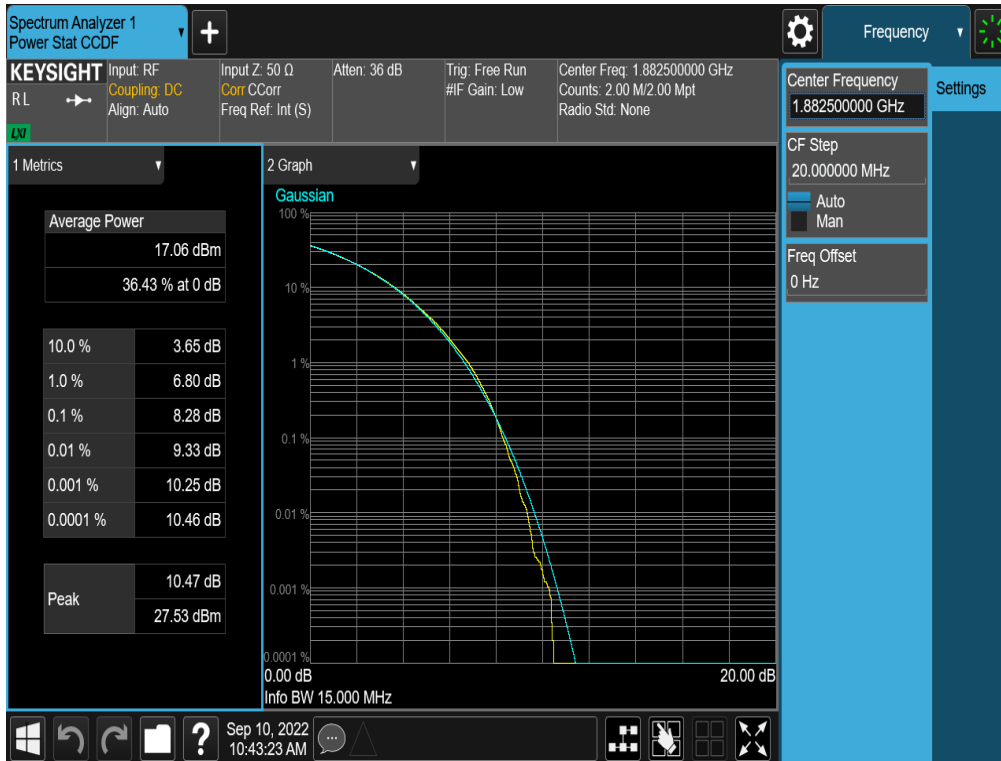 Spectrum Analyzer 1
Power Stat CCDF
+
Frequency
KEYSIGHT
RL
LXI
Input: RF
Coupling: DC
Align: Auto
Input Z: 50 Ω
Corr CCorr
Freq Ref: Int (S)
Atten: 36 dB
Trig: Free Run
#IF Gain: Low
Center Freq: 1.882500000 GHz
Counts: 2.00 M/2.00 Mpt
Radio Std: None
Center Frequency
1.882500000 GHz
Settings
CF Step
20.000000 MHz
Auto
Man
Freq Offset
0 Hz
1 Metrics
Average Power
17.06 dBm
36.43 % at 0 dB
10.0 % 3.65 dB
1.0 % 6.80 dB
0.1 % 8.28 dB
0.01 % 9.33 dB
0.001 % 10.25 dB
0.0001 % 10.46 dB
Peak
10.47 dB
27.53 dBm
2 Graph
Gaussian
100 %
10 %
1 %
0.1 %
0.01 %
0.001 %
0.0001 %
0.00 dB 20.00 dB
Info BW 15.000 MHz
?
Sep 10, 2022
10:43:23 AM